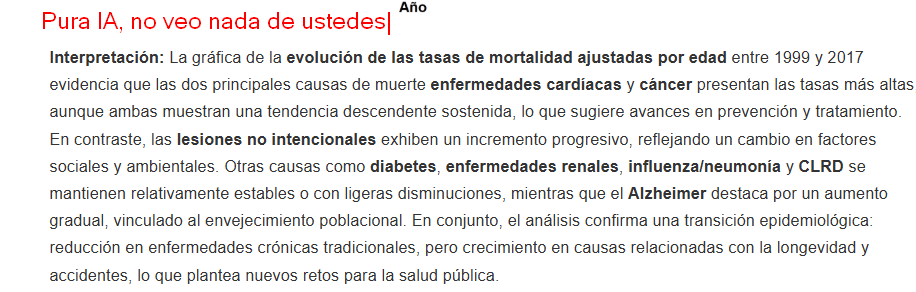 Año
Pura IA, no veo nada de ustedes
Interpretación: La gráfica de la evolución de las tasas de mortalidad ajustadas por edad entre 1999 y 2017
evidencia que las dos principales causas de muerte enfermedades cardíacas y cáncer presentan las tasas más altas
aunque ambas muestran una tendencia descendente sostenida, lo que sugiere avances en prevención y tratamiento.
En contraste, las lesiones no intencionales exhiben un incremento progresivo, reflejando un cambio en factores
sociales y ambientales. Otras causas como diabetes, enfermedades renales, influenza/neumonía y CLRD se
mantienen relativamente estables o con ligeras disminuciones, mientras que el Alzheimer destaca por un aumento
gradual, vinculado al envejecimiento poblacional. En conjunto, el análisis confirma una transición epidemiológica:
reducción en enfermedades crónicas tradicionales, pero crecimiento en causas relacionadas con la longevidad y
accidentes, lo que plantea nuevos retos para la salud pública.